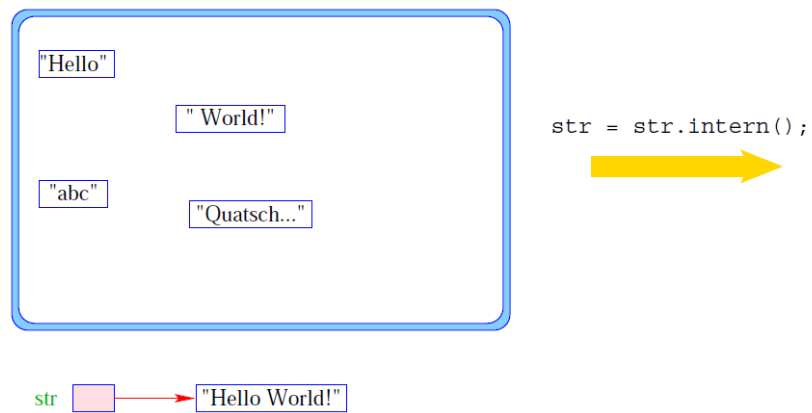 "Hello"
" World!"
str = str.intern();
"abc"
"Quatsch..."
str
"Hello World!"